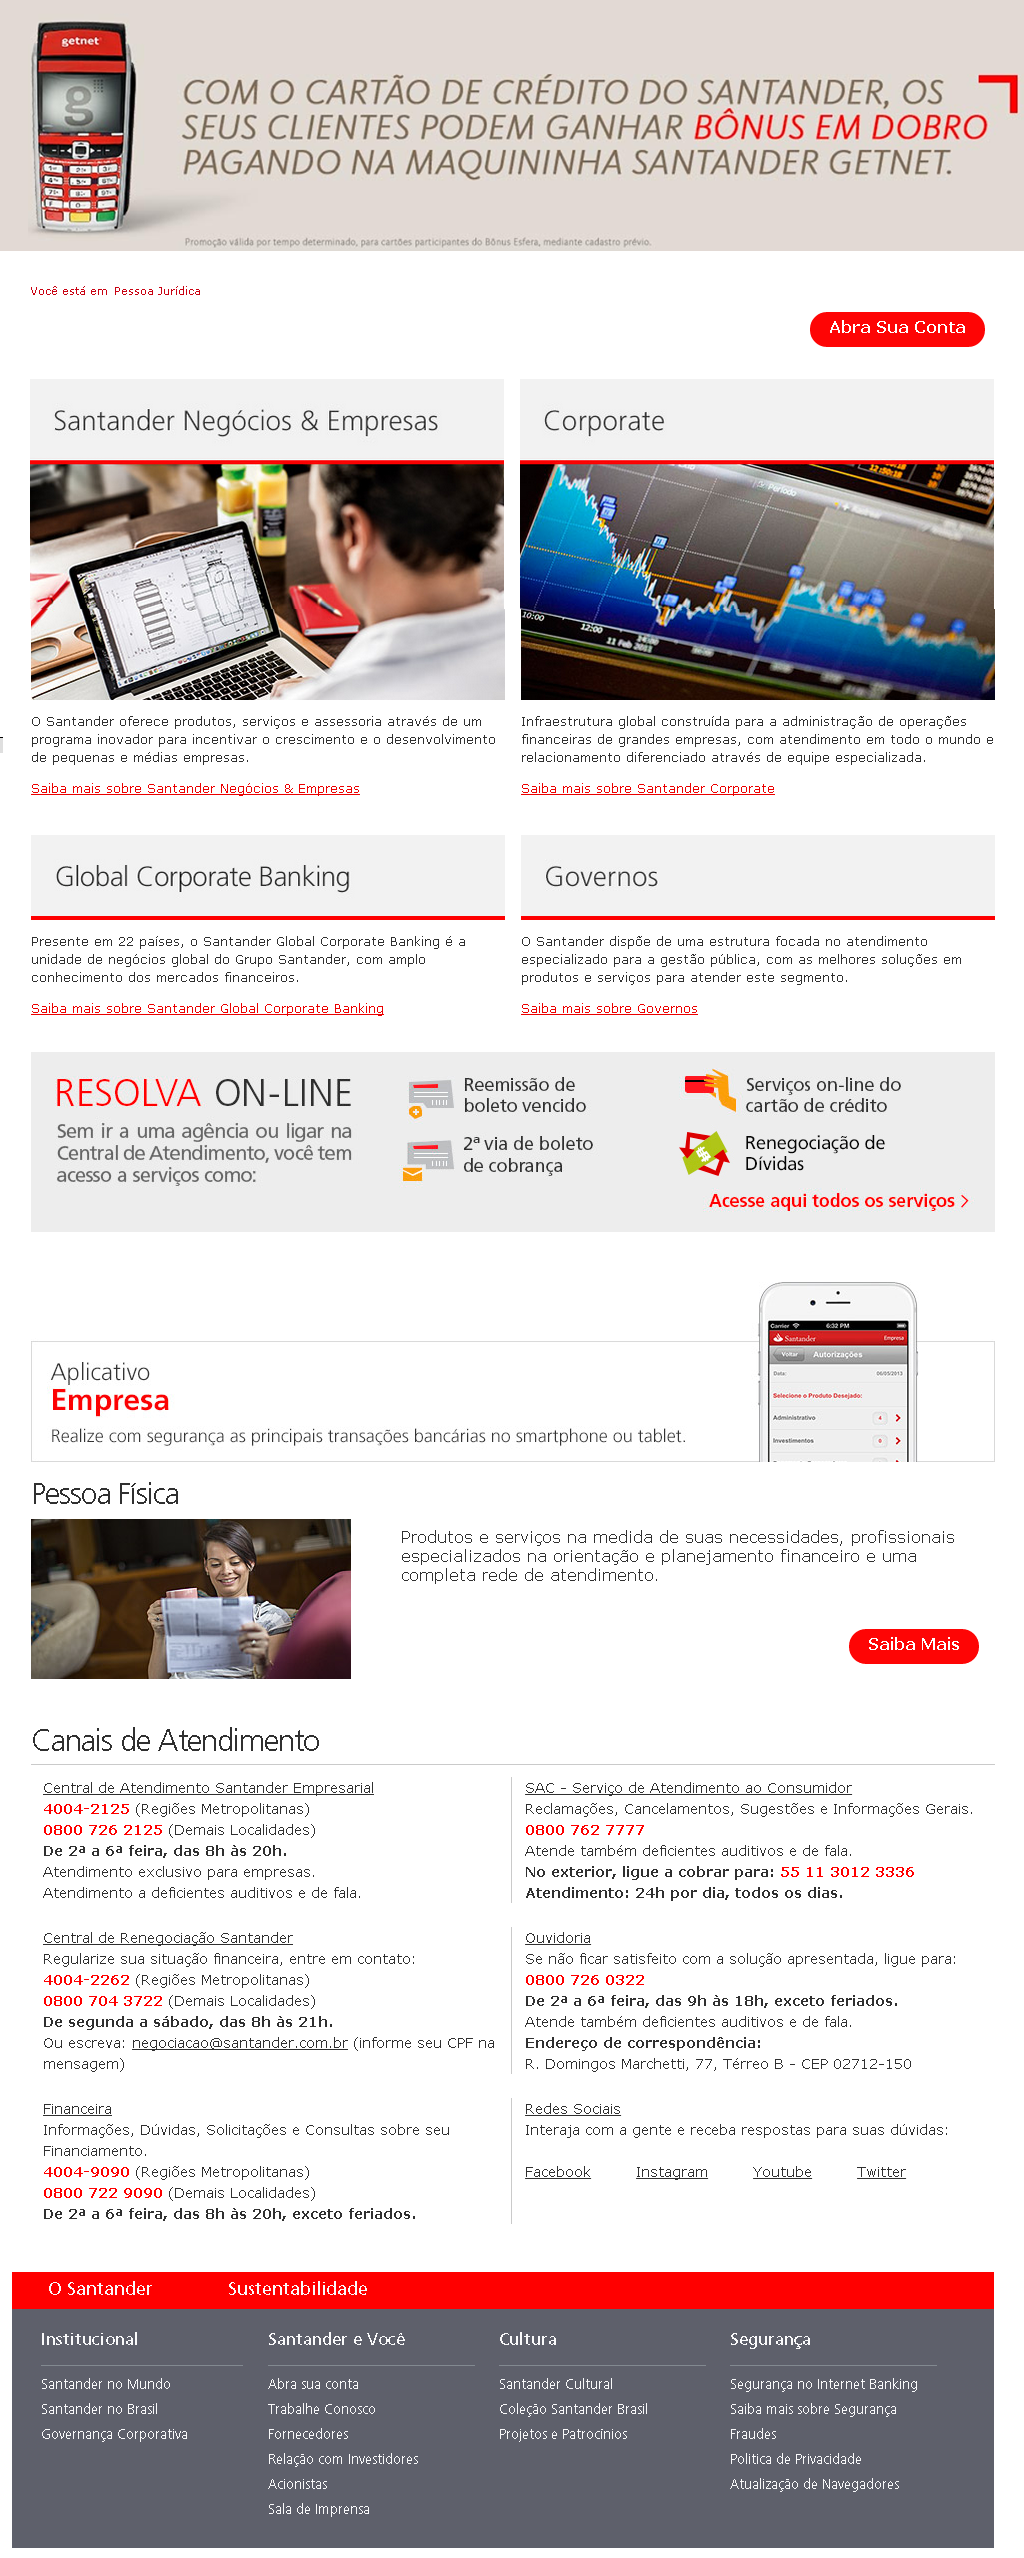 getnet
g
COM O CARTÃO DE CRÉDITO DO SANTANDER, OS
SEUS CLIENTES PODEM GANHAR BÔNUS EM DOBRO
PAGANDO NA MAQUININHA SANTANDER GETNET.
Promoção válida por tempo determinado, para cartões participantes do Bônus Esfera, mediante cadastro prévio.
Você está em Pessoa Jurídica
Abra Sua Conta
Santander Negócios & Empresas
Corporate
Período
10:00
12:00
14:00
11 Feb 2011
O Santander oferece produtos, serviços e assessoria através de um
programa inovador para incentivar o crescimento e o desenvolvimento
de pequenas e médias empresas.
Saiba mais sobre Santander Negócios & Empresas
Infraestrutura global construída para a administração de operações
financeiras de grandes empresas, com atendimento em todo o mundo e
relacionamento diferenciado através de equipe especializada.
Saiba mais sobre Santander Corporate
Global Corporate Banking
Presente em 22 países, o Santander Global Corporate Banking é a
unidade de negócios global do Grupo Santander, com amplo
conhecimento dos mercados financeiros.
Saiba mais sobre Santander Global Corporate Banking
Governos
O Santander dispõe de uma estrutura focada no atendimento
especializado para a gestão pública, com as melhores soluções em
produtos e serviços para atender este segmento.
Saiba mais sobre Governos
RESOLVA ON-LINE
Sem ir a uma agência ou ligar na
Central de Atendimento, você tem
acesso a serviços como:
Reemissão de
boleto vencido
2ª via de boleto
de cobrança
Serviços on-line do
cartão de crédito
Renegociação de
Dívidas
Acesse aqui todos os serviços >
Aplicativo
Empresa
Realize com segurança as principais transações bancárias no smartphone ou tablet.
Carrier 6:32 PM
Santander Empresa
Voltar Autorizações
Data: 06/05/2013
Selecione o Produto Desejado:
Administrativo 4
Investimentos 0
Pessoa Física
Produtos e serviços na medida de suas necessidades, profissionais
especializados na orientação e planejamento financeiro e uma
completa rede de atendimento.
Saiba Mais
Canais de Atendimento
Central de Atendimento Santander Empresarial
4004-2125 (Regiões Metropolitanas)
0800 726 2125 (Demais Localidades)
De 2ª a 6ª feira, das 8h às 20h.
Atendimento exclusivo para empresas.
Atendimento a deficientes auditivos e de fala.
SAC - Serviço de Atendimento ao Consumidor
Reclamações, Cancelamentos, Sugestões e Informações Gerais.
0800 762 7777
Atende também deficientes auditivos e de fala.
No exterior, ligue a cobrar para: 55 11 3012 3336
Atendimento: 24h por dia, todos os dias.
Central de Renegociação Santander
Regularize sua situação financeira, entre em contato:
4004-2262 (Regiões Metropolitanas)
0800 704 3722 (Demais Localidades)
De segunda a sábado, das 8h às 21h.
Ou escreva: negociacao@santander.com.br (informe seu CPF na
mensagem)
Ouvidoria
Se não ficar satisfeito com a solução apresentada, ligue para:
0800 726 0322
De 2ª a 6ª feira, das 9h às 18h, exceto feriados.
Atende também deficientes auditivos e de fala.
Endereço de correspondência:
R. Domingos Marchetti, 77, Térreo B - CEP 02712-150
Financeira
Informações, Dúvidas, Solicitações e Consultas sobre seu
Financiamento.
4004-9090 (Regiões Metropolitanas)
0800 722 9090 (Demais Localidades)
De 2ª a 6ª feira, das 8h às 20h, exceto feriados.
Redes Sociais
Interaja com a gente e receba respostas para suas dúvidas:
Facebook Instagram Youtube Twitter
O Santander Sustentabilidade
Institucional
Santander no Mundo
Santander no Brasil
Governança Corporativa
Santander e Você
Abra sua conta
Trabalhe Conosco
Fornecedores
Relação com Investidores
Acionistas
Sala de Imprensa
Cultura
Santander Cultural
Coleção Santander Brasil
Projetos e Patrocínios
Segurança
Segurança no Internet Banking
Saiba mais sobre Segurança
Fraudes
Politica de Privacidade
Atualização de Navegadores